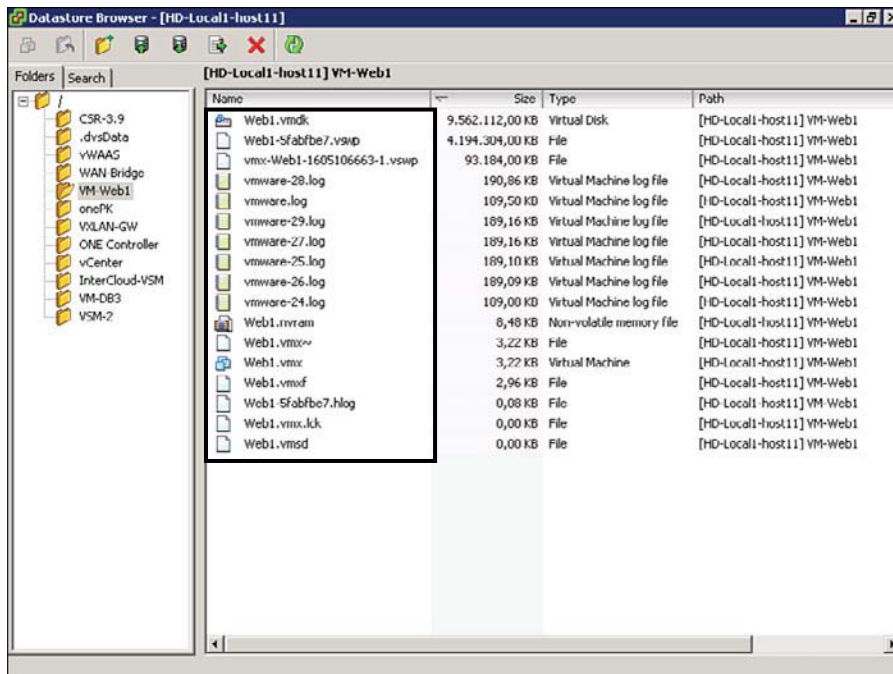 Datastore Browser - [HD-Local1-host11]
Folders Search
[HD-Local1-host11] VM-Web1
/
CSR-3.9
.dvsData
vWAAS
WAN-Bridge
VM-Web1
onePK
VXLAN-GW
ONE Controller
vCenter
InterCloud-VSM
VM-DB3
VSM-2
Name Size Type Path
Web1.vmdk 9.562.112,00 KB Virtual Disk [HD-Local1-host11] VM-Web1
Web1-5fabfbe7.vswp 4.194.304,00 KB File [HD-Local1-host11] VM-Web1
vmx-Web1-1605106663-1.vswp 93.184,00 KB File [HD-Local1-host11] VM-Web1
vmware-28.log 190,86 KB Virtual Machine log file [HD-Local1-host11] VM-Web1
vmware.log 189,50 KB Virtual Machine log file [HD-Local1-host11] VM-Web1
vmware-29.log 189,16 KB Virtual Machine log file [HD-Local1-host11] VM-Web1
vmware-27.log 189,16 KB Virtual Machine log file [HD-Local1-host11] VM-Web1
vmware-25.log 189,10 KB Virtual Machine log file [HD-Local1-host11] VM-Web1
vmware-26.log 189,09 KB Virtual Machine log file [HD-Local1-host11] VM-Web1
vmware-24.log 189,00 KB Virtual Machine log file [HD-Local1-host11] VM-Web1
Web1.nvram 8,48 KB Non-volatile memory file [HD-Local1-host11] VM-Web1
Web1.vmx~ 3,22 KB File [HD-Local1-host11] VM-Web1
Web1.vmx 3,22 KB Virtual Machine [HD-Local1-host11] VM-Web1
Web1.vmxf 2,96 KB File [HD-Local1-host11] VM-Web1
Web1-5fabfbe7.hlog 0,08 KB File [HD-Local1-host11] VM-Web1
Web1.vmx.lck 0,00 KB File [HD-Local1-host11] VM-Web1
Web1.vmsd 0,00 KB File [HD-Local1-host11] VM-Web1